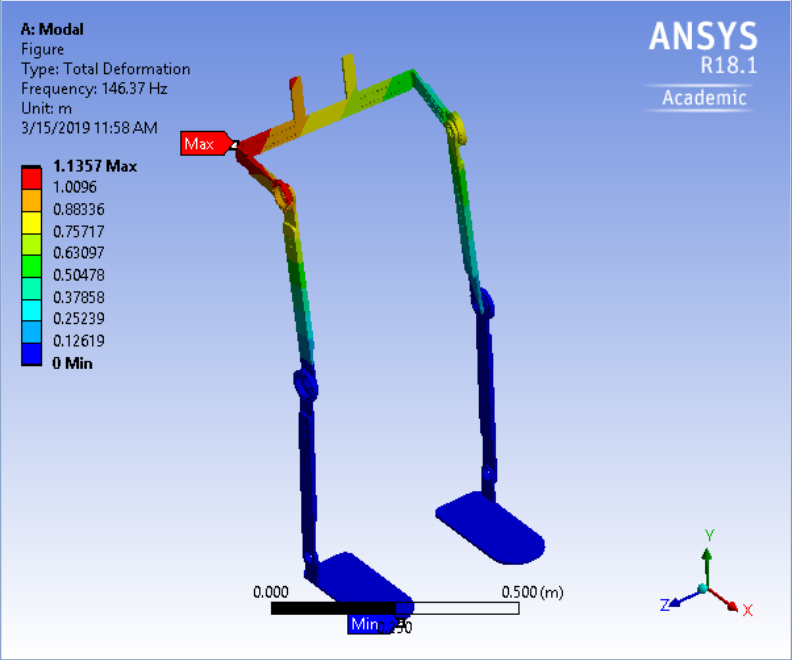 A: Modal
Figure
Type: Total Deformation
Frequency: 146.37 Hz
Unit: m
3/15/2019 11:58 AM
ANSYS
R18.1
Academic
Max
1.1357 Max
1.0096
0.88336
0.75717
0.63097
0.50478
0.37858
0.25239
0.12619
0 Min
0.000
0.500 (m)
Min
Y
Z
X